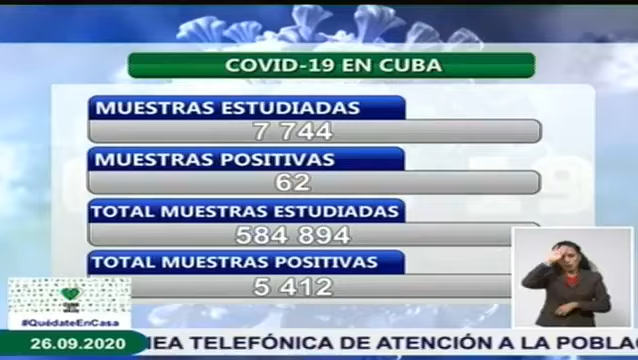 COVID-19 EN CUBA
MUESTRAS ESTUDIADAS
7 744
MUESTRAS POSITIVAS
62
TOTAL MUESTRAS ESTUDIADAS
584 894
TOTAL MUESTRAS POSITIVAS
5 412
#QuédateEnCasa
26.09.2020
NEA TELEFÓNICA DE ATENCIÓN A LA POBLA